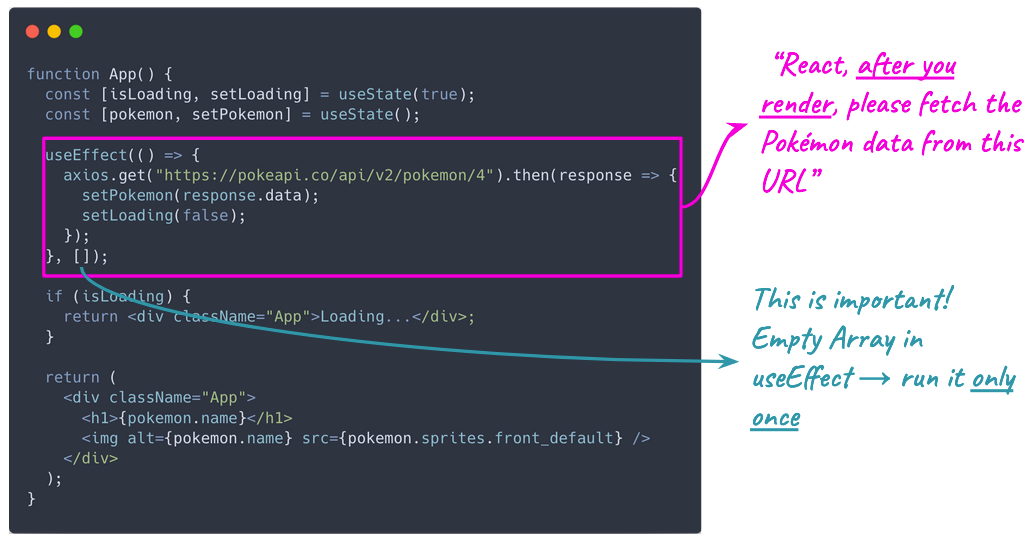 function App() {
  const [isLoading, setLoading] = useState(true);
  const [pokemon, setPokemon] = useState();
  useEffect(() => {
    axios.get("https://pokeapi.co/api/v2/pokemon/4").then(response => {
      setPokemon(response.data);
      setLoading(false);
    });
  }, []);
  if (isLoading) {
    return <div className="App">Loading...</div>;
  }
  return (
    <div className="App">
      <h1>{pokemon.name}</h1>
      <img alt={pokemon.name} src={pokemon.sprites.front_default} />
    </div>
  );
}
“React, after you
render, please fetch the
Pokémon data from this
URL”
This is important!
Empty Array in
useEffect → run it only
once